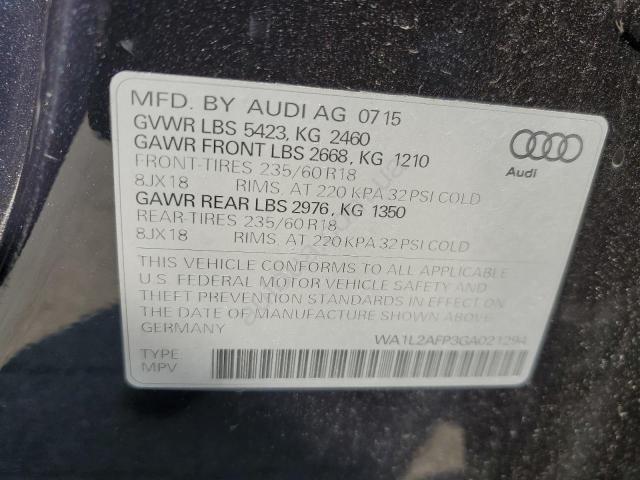 MFD. BY AUDI AG 07 15
GVWR LBS 5423, KG 2460
GAWR FRONT LBS 2668, KG 1210
FRONT-TIRES 235/60 R18
8JX18 RIMS, AT 220 KPA 32 PSI COLD
GAWR REAR LBS 2976, KG 1350
REAR-TIRES 235/60 R18
8JX18 RIMS, AT 220 KPA 32 PSI COLD
Audi
THIS VEHICLE CONFORMS TO ALL APPLICABLE
U.S. FEDERAL MOTOR VEHICLE SAFETY AND
THEFT PREVENTION STANDARDS IN EFFECT ON
THE DATE OF MANUFACTURE SHOWN ABOVE
GERMANY
WA1L2AFP3GA021294
TYPE
MPV